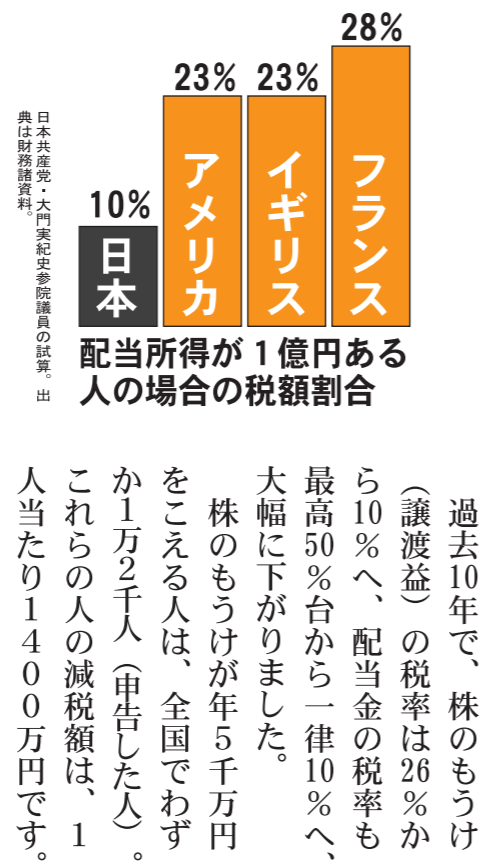 28%
23%
23%
10%
フランス
イギリス
アメリカ
日本
配当所得が1億円ある
人の場合の税額割合
日本共産党・大門実紀史参院議員の試算。出
典は財務諸資料。
過去10年で、株のもうけ
（譲渡益）の税率は26％か
ら10％へ、配当金の税率も
最高50％台から一律10％へ、
大幅に下がりました。
株のもうけが年5千万円
をこえる人は、全国でわず
か1万2千人（申告した人）。
これらの人の減税額は、1
人当たり1400万円です。